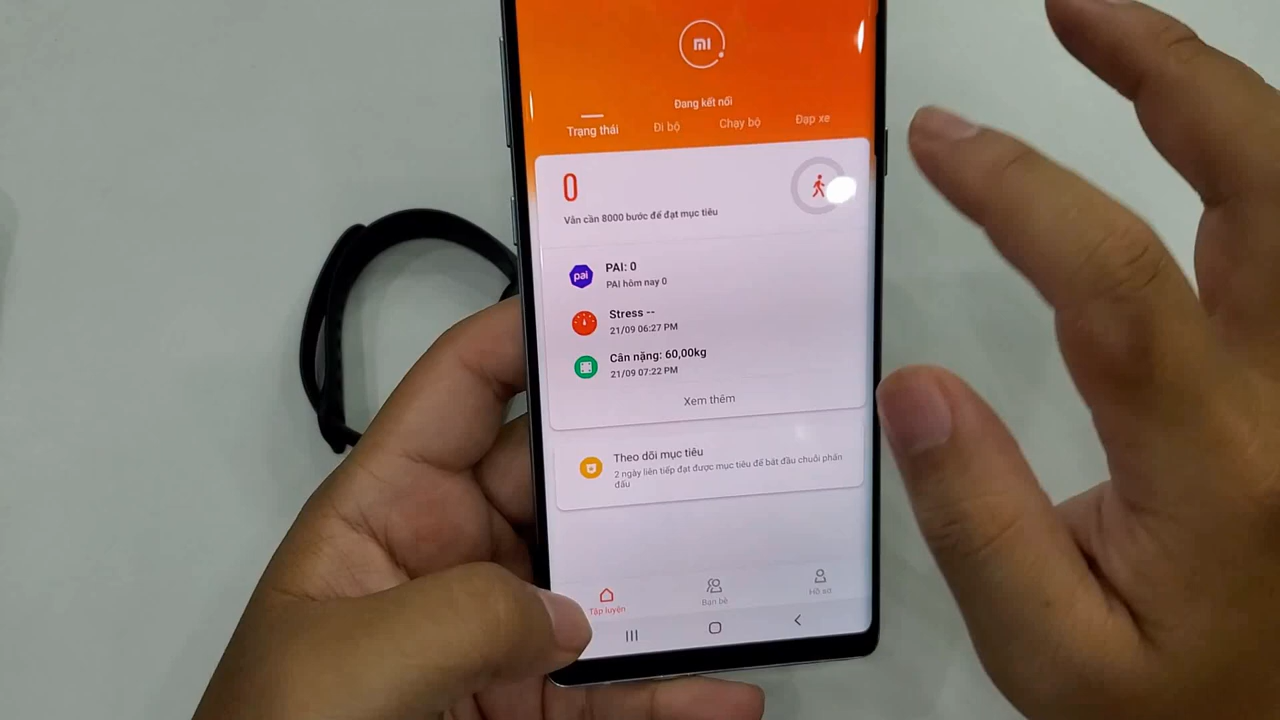 mi
Đang kết nối
Trạng thái
Đi bộ
Chạy bộ
Đạp xe
0
Vẫn cần 8000 bước để đạt mục tiêu
pai
PAI: 0
PAI hôm nay 0
Stress --
21/09 06:27 PM
Cân nặng: 60,00kg
21/09 07:22 PM
Xem thêm
Theo dõi mục tiêu
2 ngày liên tiếp đạt được mục tiêu để bắt đầu chuỗi phấn
đấu
Tập luyện
Bạn bè
Hồ sơ